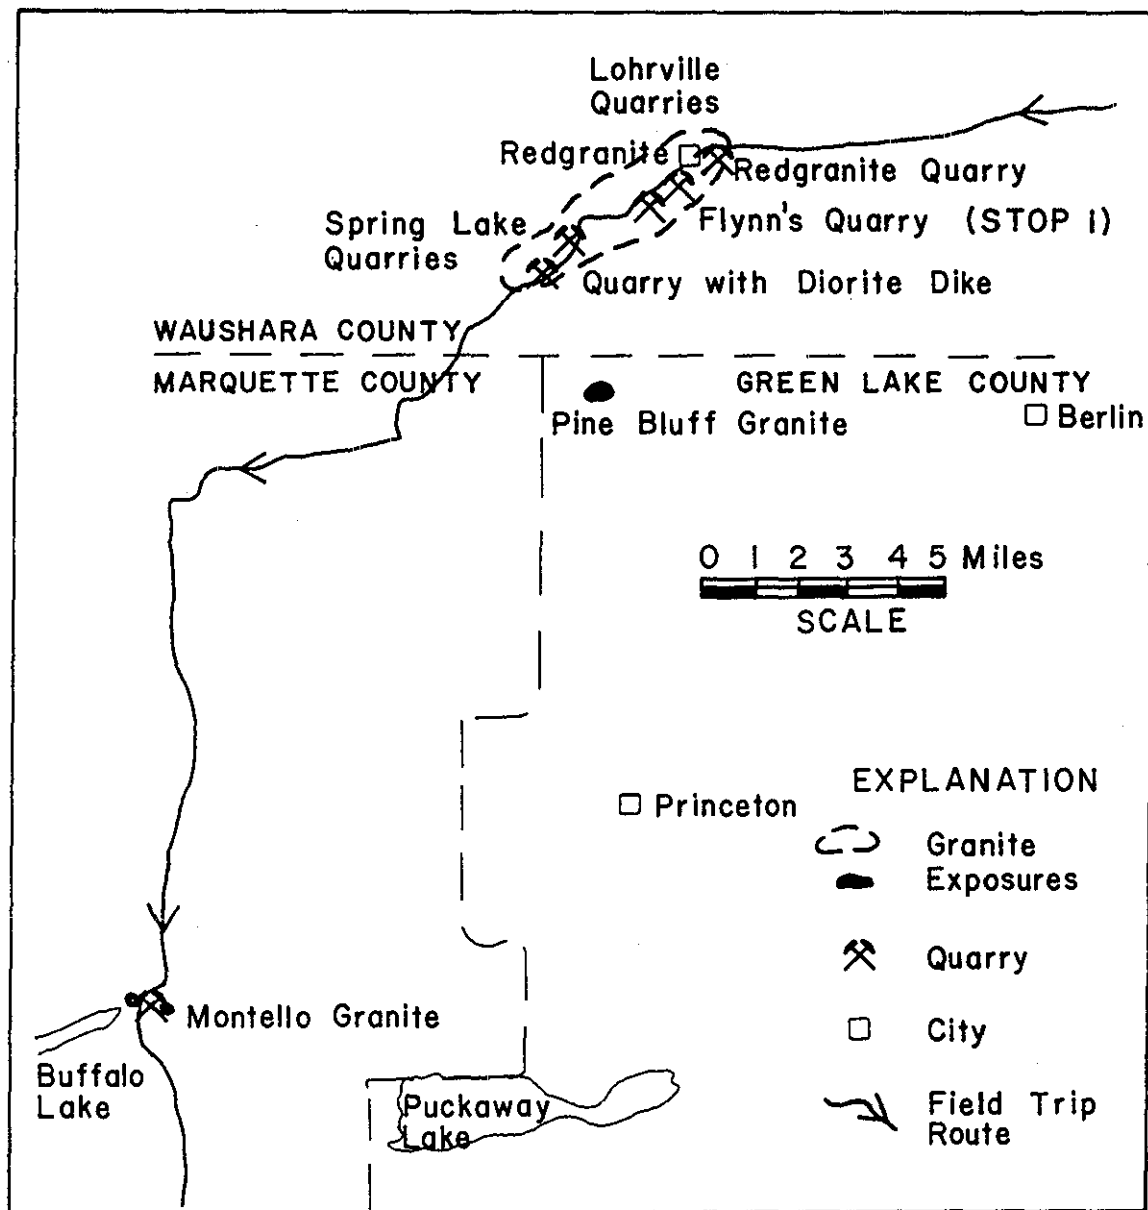 Lohrville
Quarries
Redgranite
Redgranite Quarry
Spring Lake
Quarries
Flynn's Quarry (STOP 1)
Quarry with Diorite Dike
WAUSHARA COUNTY
MARQUETTE COUNTY
GREEN LAKE COUNTY
Pine Bluff Granite
Berlin
0 1 2 3 4 5 Miles
SCALE
Princeton
EXPLANATION
Granite
Exposures
Quarry
City
Field Trip
Route
Montello Granite
Buffalo
Lake
Puckaway
Lake